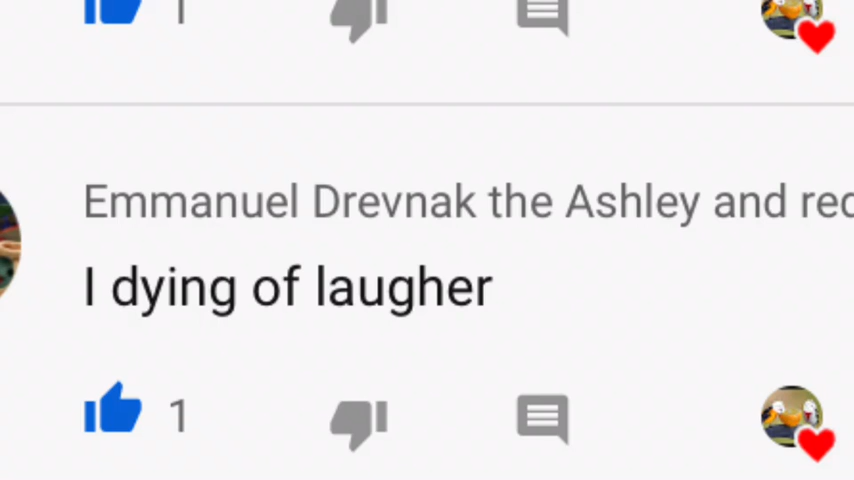 1
Emmanuel Drevnak the Ashley and
I dying of laugher
1